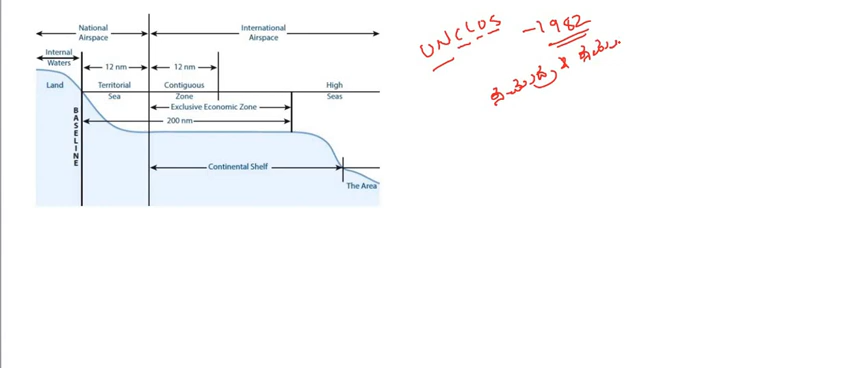 National
Airspace
International
Airspace
Internal
Waters
12 nm
12 nm
Land
Territorial
Sea
Contiguous
Zone
High
Seas
Exclusive Economic Zone
200 nm
BASELINE
Continental Shelf
The Area
UNCLOS - 1982